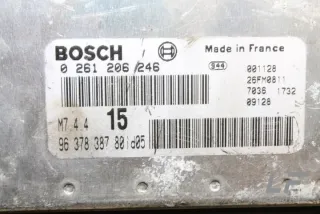 BOSCH Made in France
0 261 206 246 S44 001128
26FM0811
7036 1732
M7.4.4 15 09128
96 378 387 80 d05